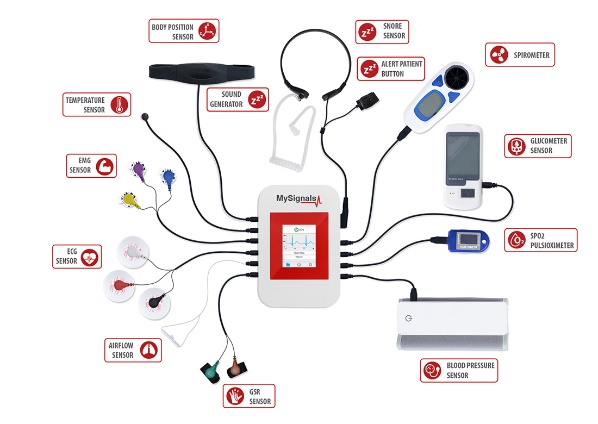 BODY POSITION
SENSOR
SNORE
SENSOR
SPIROMETER
ALERT PATIENT
BUTTON
SOUND
GENERATOR
TEMPERATURE
SENSOR
GLUCOMETER
SENSOR
EMG
SENSOR
MySignals
SPO2
PULSIOXIMETER
ECG
SENSOR
AIRFLOW
SENSOR
BLOOD PRESSURE
SENSOR
GSR
SENSOR